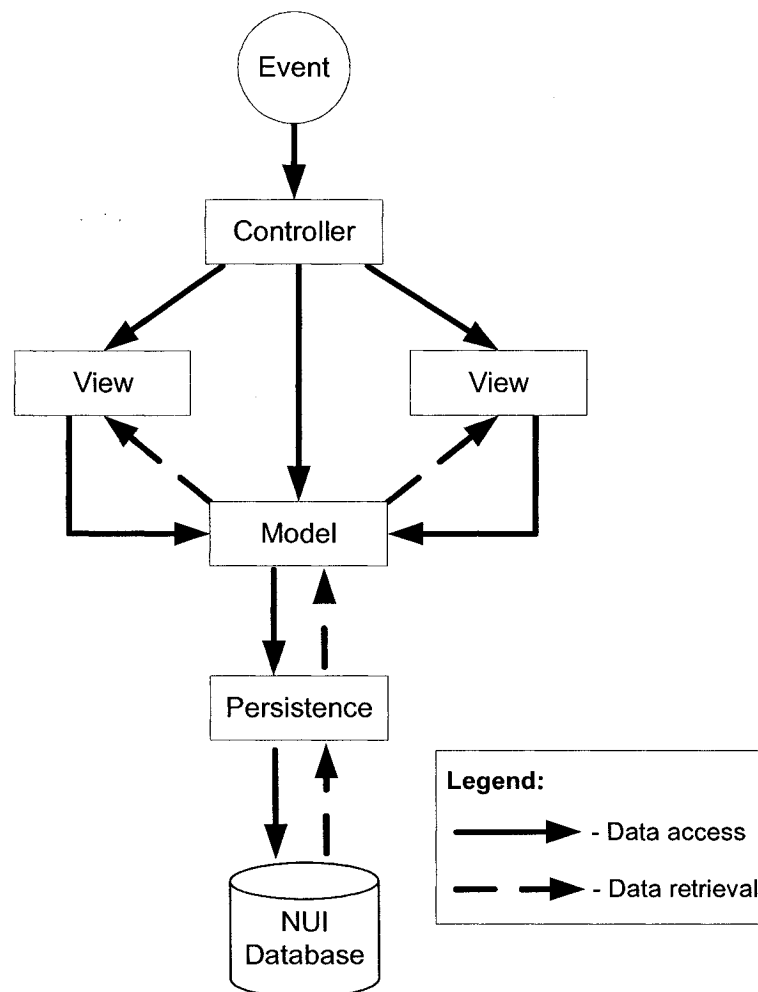 Event
Controller
View
View
Model
Persistence
NUI
Database
Legend:
- Data access
- Data retrieval